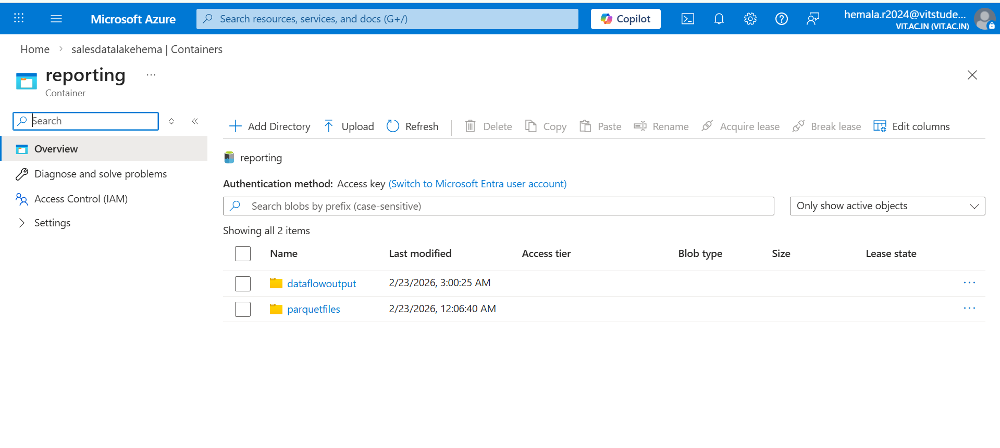 Microsoft Azure
Search resources, services, and docs (G+/)
Copilot
hemala.r2024@vitstude...
VIT.AC.IN (VIT.AC.IN)
Home > salesdatalakehema | Containers
reporting ...
Container
Search
Overview
Diagnose and solve problems
Access Control (IAM)
Settings
Add Directory Upload Refresh Delete Copy Paste Rename Acquire lease Break lease Edit columns
reporting
Authentication method: Access key (Switch to Microsoft Entra user account)
Search blobs by prefix (case-sensitive)
Only show active objects
Showing all 2 items
Name Last modified Access tier Blob type Size Lease state
dataflowoutput 2/23/2026, 3:00:25 AM ...
parquetfiles 2/23/2026, 12:06:40 AM ...